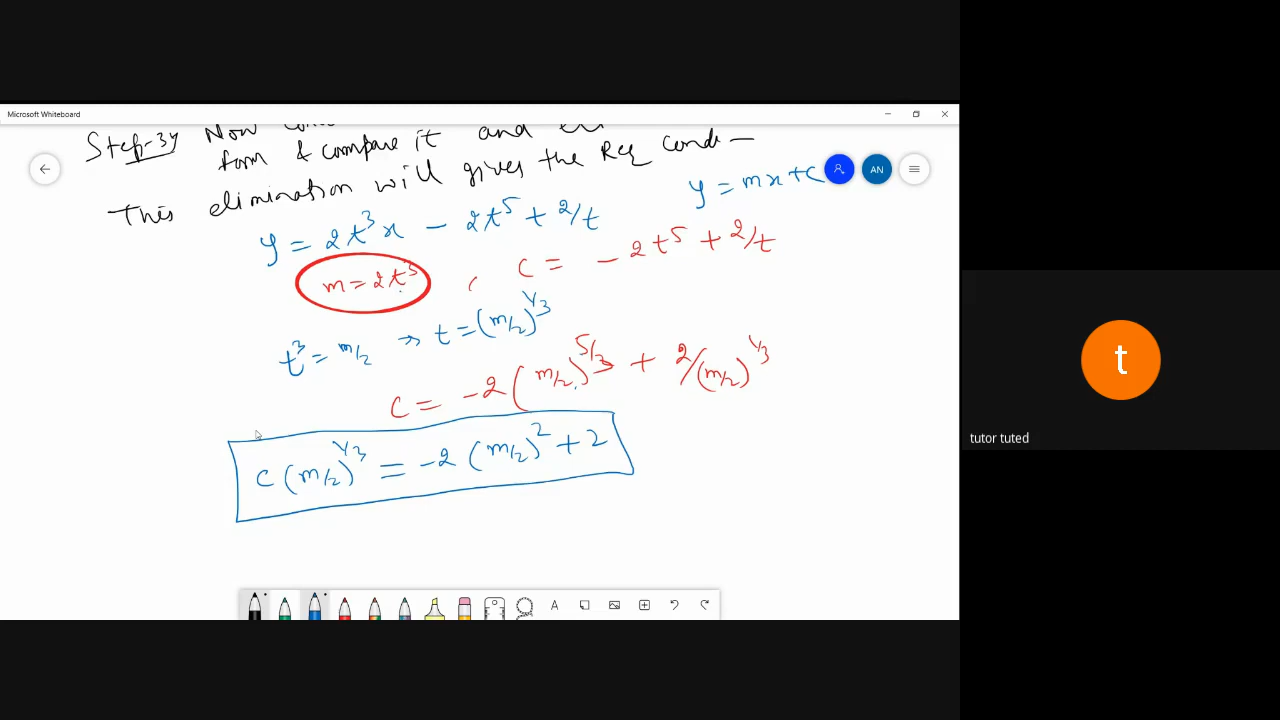 Microsoft Whiteboard
Step-3y Now
form & compare it and
elimination will gives the Req cond-
This
y = mx + c
AN
y = 2t³x - 2t⁵ + 2/t
m = 2t³ , c = -2t⁵ + 2/t
t³ = m/2 ⇒ t = (m/2)^1/3
c = -2(m/2)^5/3 + 2/(m/2)^1/3
c(m/2)^1/3 = -2(m/2)² + 2
t
tutor tuted
A